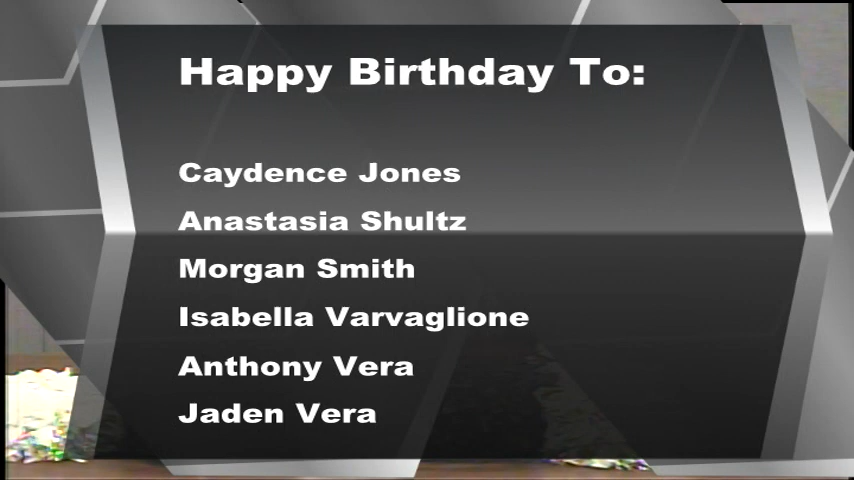 Happy Birthday To:
Caydence Jones
Anastasia Shultz
Morgan Smith
Isabella Varvaglione
Anthony Vera
Jaden Vera